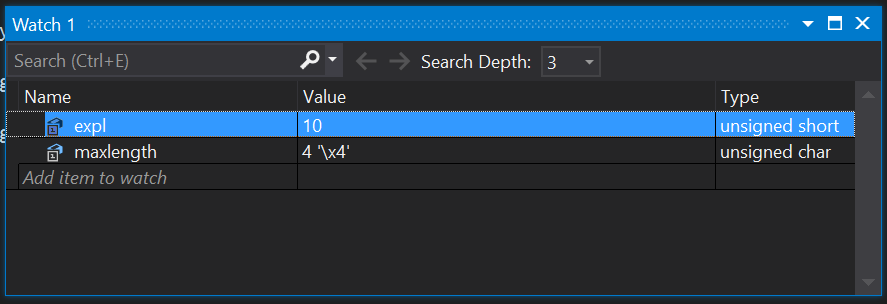 Watch 1
Search (Ctrl+E) Search Depth: 3
Name Value Type
expl 10 unsigned short
maxlength 4 '\x4' unsigned char
Add item to watch